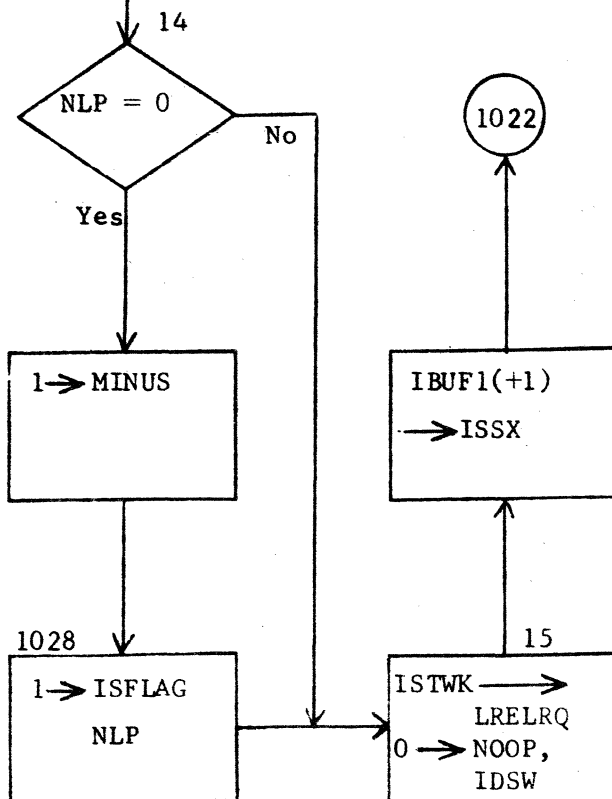 14
NLP = 0
No
Yes
1→ MINUS
1028
1→ ISFLAG
NLP
1022
IBUF1(+1)
→ISSX
15
ISTWK →
LRELRQ
0 → NOOP,
IDSW